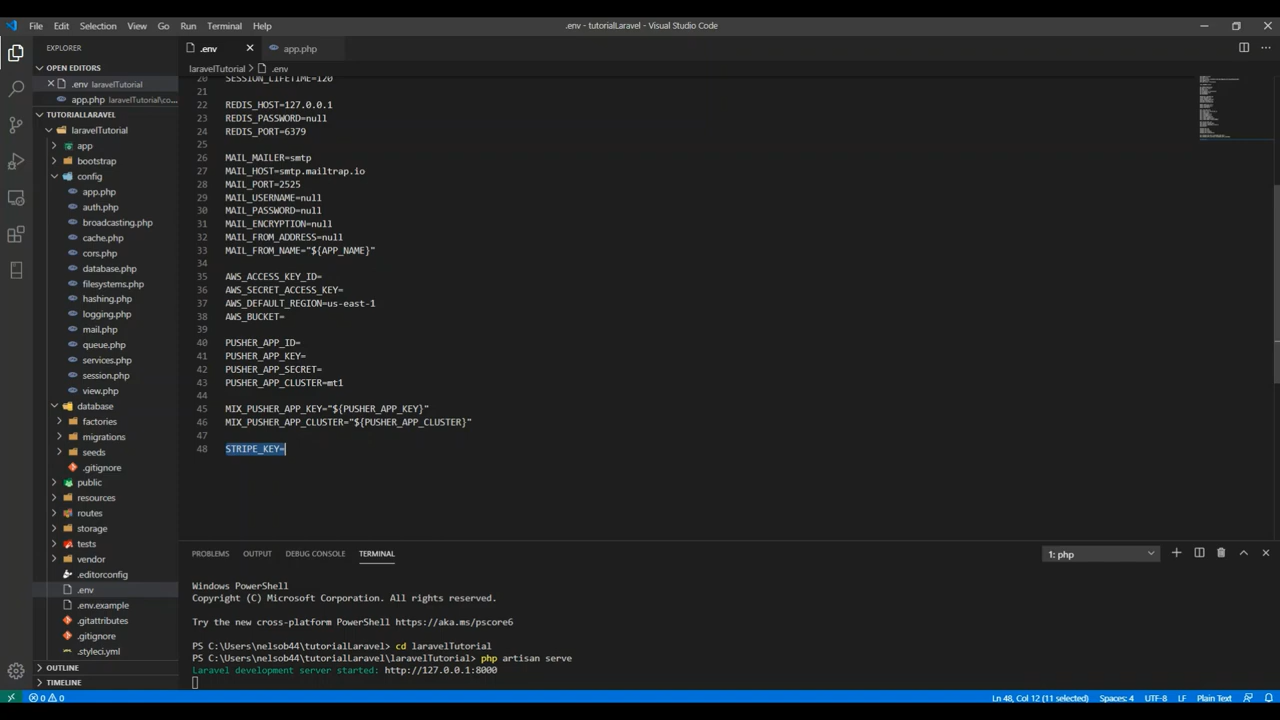 File Edit Selection View Go Run Terminal Help
.env - tutorialLaravel - Visual Studio Code
EXPLORER
OPEN EDITORS
.env laravelTutorial
app.php laravelTutorial\co...
TUTORIALLARAVEL
laravelTutorial
app
bootstrap
config
app.php
auth.php
broadcasting.php
cache.php
cors.php
database.php
filesystems.php
hashing.php
logging.php
mail.php
queue.php
services.php
session.php
view.php
database
factories
migrations
seeds
.gitignore
public
resources
routes
storage
tests
vendor
.editorconfig
.env
.env.example
.gitattributes
.gitignore
.styleci.yml
OUTLINE
TIMELINE
.env
app.php
laravelTutorial > .env
20 SESSION_LIFETIME=120
21
22 REDIS_HOST=127.0.0.1
23 REDIS_PASSWORD=null
24 REDIS_PORT=6379
25
26 MAIL_MAILER=smtp
27 MAIL_HOST=smtp.mailtrap.io
28 MAIL_PORT=2525
29 MAIL_USERNAME=null
30 MAIL_PASSWORD=null
31 MAIL_ENCRYPTION=null
32 MAIL_FROM_ADDRESS=null
33 MAIL_FROM_NAME="${APP_NAME}"
34
35 AWS_ACCESS_KEY_ID=
36 AWS_SECRET_ACCESS_KEY=
37 AWS_DEFAULT_REGION=us-east-1
38 AWS_BUCKET=
39
40 PUSHER_APP_ID=
41 PUSHER_APP_KEY=
42 PUSHER_APP_SECRET=
43 PUSHER_APP_CLUSTER=mt1
44
45 MIX_PUSHER_APP_KEY="${PUSHER_APP_KEY}"
46 MIX_PUSHER_APP_CLUSTER="${PUSHER_APP_CLUSTER}"
47
48 STRIPE_KEY=
PROBLEMS OUTPUT DEBUG CONSOLE TERMINAL
1: php
Windows PowerShell
Copyright (C) Microsoft Corporation. All rights reserved.
Try the new cross-platform PowerShell https://aka.ms/pscore6
PS C:\Users\nelsob44\tutorialLaravel> cd laravelTutorial
PS C:\Users\nelsob44\tutorialLaravel\laravelTutorial> php artisan serve
Laravel development server started: http://127.0.0.1:8000
0 0
Ln 48, Col 12 (11 selected) Spaces: 4 UTF-8 LF Plain Text